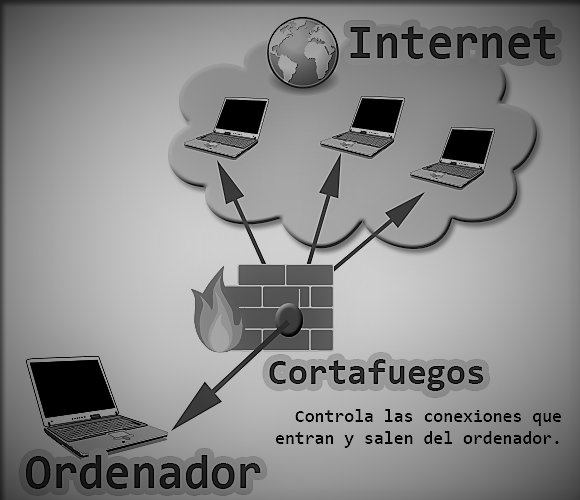 Internet
Cortafuegos
Controla las conexiones que
entran y salen del ordenador.
Ordenador